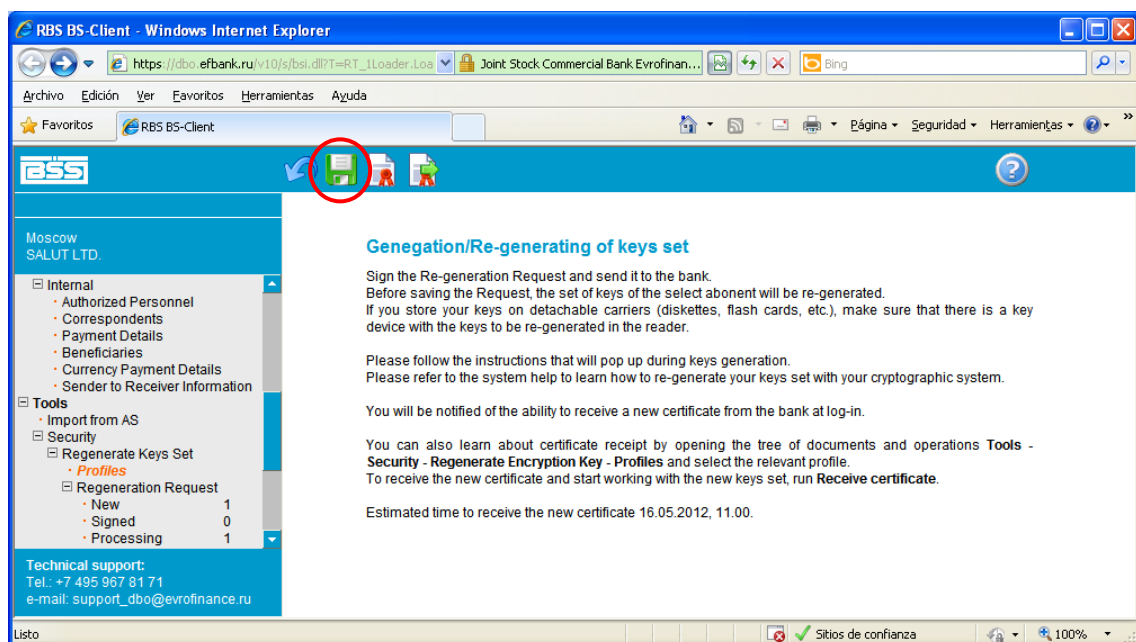 RBS BS-Client - Windows Internet Explorer
https://dbo.efbank.ru/v10/s/bsi.dll?T=RT_1Loader.Loa
Joint Stock Commercial Bank Evrofinan...
Bing
Archivo Edición Ver Favoritos Herramientas Ayuda
Favoritos
RBS BS-Client
Página
Seguridad
Herramientas
»
BSS
Moscow
SALUT LTD.
Internal
Authorized Personnel
Correspondents
Payment Details
Beneficiaries
Currency Payment Details
Sender to Receiver Information
Tools
Import from AS
Security
Regenerate Keys Set
Profiles
Regeneration Request
New 1
Signed 0
Processing 1
Technical support:
Tel.: +7 495 967 81 71
e-mail: support_dbo@evrofinance.ru
Genegation/Re-generating of keys set
Sign the Re-generation Request and send it to the bank.
Before saving the Request, the set of keys of the select abonent will be re-generated.
If you store your keys on detachable carriers (diskettes, flash cards, etc.), make sure that there is a key
device with the keys to be re-generated in the reader.
Please follow the instructions that will pop up during keys generation.
Please refer to the system help to learn how to re-generate your keys set with your cryptographic system.
You will be notified of the ability to receive a new certificate from the bank at log-in.
You can also learn about certificate receipt by opening the tree of documents and operations Tools -
Security - Regenerate Encryption Key - Profiles and select the relevant profile.
To receive the new certificate and start working with the new keys set, run Receive certificate.
Estimated time to receive the new certificate 16.05.2012, 11.00.
Listo
Sitios de confianza
100%